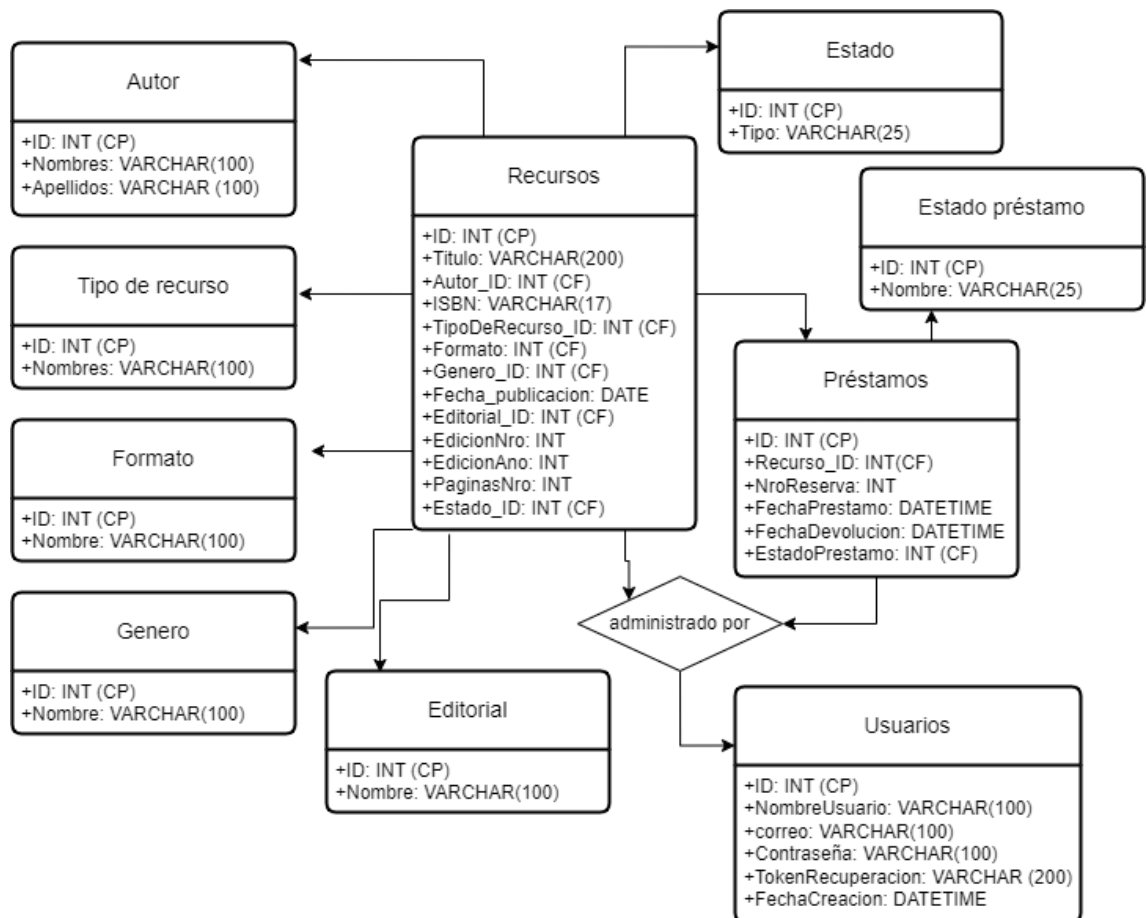 Autor
+ID: INT (CP)
+Nombres: VARCHAR(100)
+Apellidos: VARCHAR (100)
Tipo de recurso
+ID: INT (CP)
+Nombres: VARCHAR(100)
Formato
+ID: INT (CP)
+Nombre: VARCHAR(100)
Genero
+ID: INT (CP)
+Nombre: VARCHAR(100)
Recursos
+ID: INT (CP)
+Titulo: VARCHAR(200)
+Autor_ID: INT (CF)
+ISBN: VARCHAR(17)
+TipoDeRecurso_ID: INT (CF)
+Formato: INT (CF)
+Genero_ID: INT (CF)
+Fecha_publicacion: DATE
+Editorial_ID: INT (CF)
+EdicionNro: INT
+EdicionAno: INT
+PaginasNro: INT
+Estado_ID: INT (CF)
Editorial
+ID: INT (CP)
+Nombre: VARCHAR(100)
Estado
+ID: INT (CP)
+Tipo: VARCHAR(25)
Estado préstamo
+ID: INT (CP)
+Nombre: VARCHAR(25)
Préstamos
+ID: INT (CP)
+Recurso_ID: INT(CF)
+NroReserva: INT
+FechaPrestamo: DATETIME
+FechaDevolucion: DATETIME
+EstadoPrestamo: INT (CF)
administrado por
Usuarios
+ID: INT (CP)
+NombreUsuario: VARCHAR(100)
+correo: VARCHAR(100)
+Contraseña: VARCHAR(100)
+TokenRecuperacion: VARCHAR (200)
+FechaCreacion: DATETIME